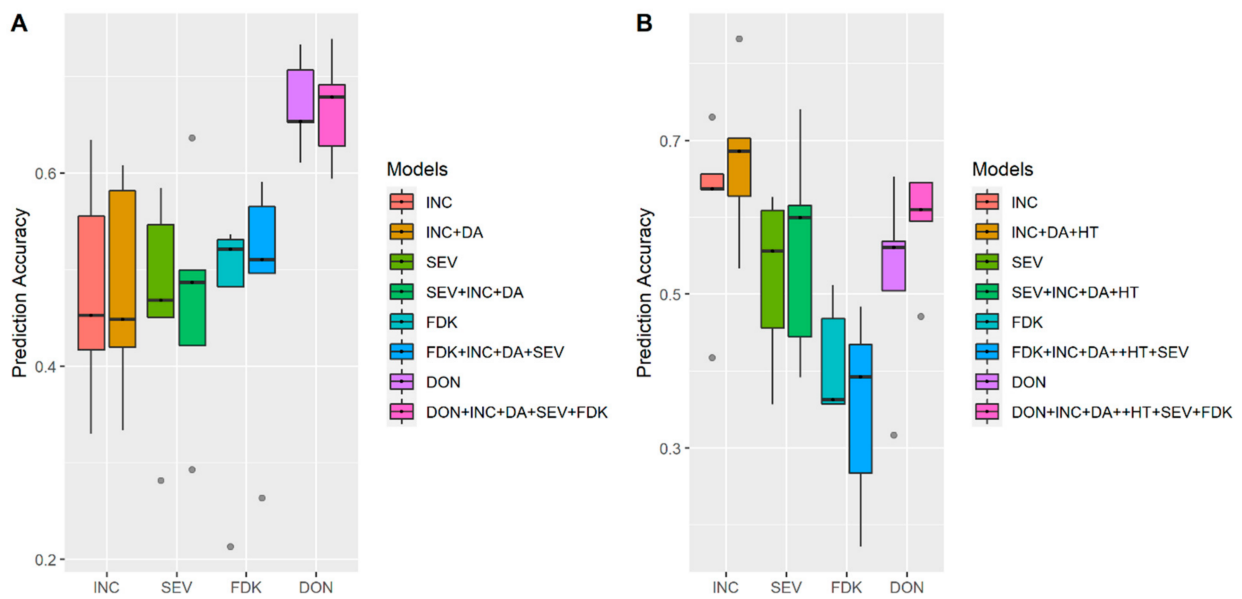 A
Prediction Accuracy
0.6
0.4
0.2
INC SEV FDK DON
Models
INC
INC+DA
SEV
SEV+INC+DA
FDK
FDK+INC+DA+SEV
DON
DON+INC+DA+SEV+FDK
B
Prediction Accuracy
0.7
0.5
0.3
INC SEV FDK DON
Models
INC
INC+DA+HT
SEV
SEV+INC+DA+HT
FDK
FDK+INC+DA++HT+SEV
DON
DON+INC+DA++HT+SEV+FDK